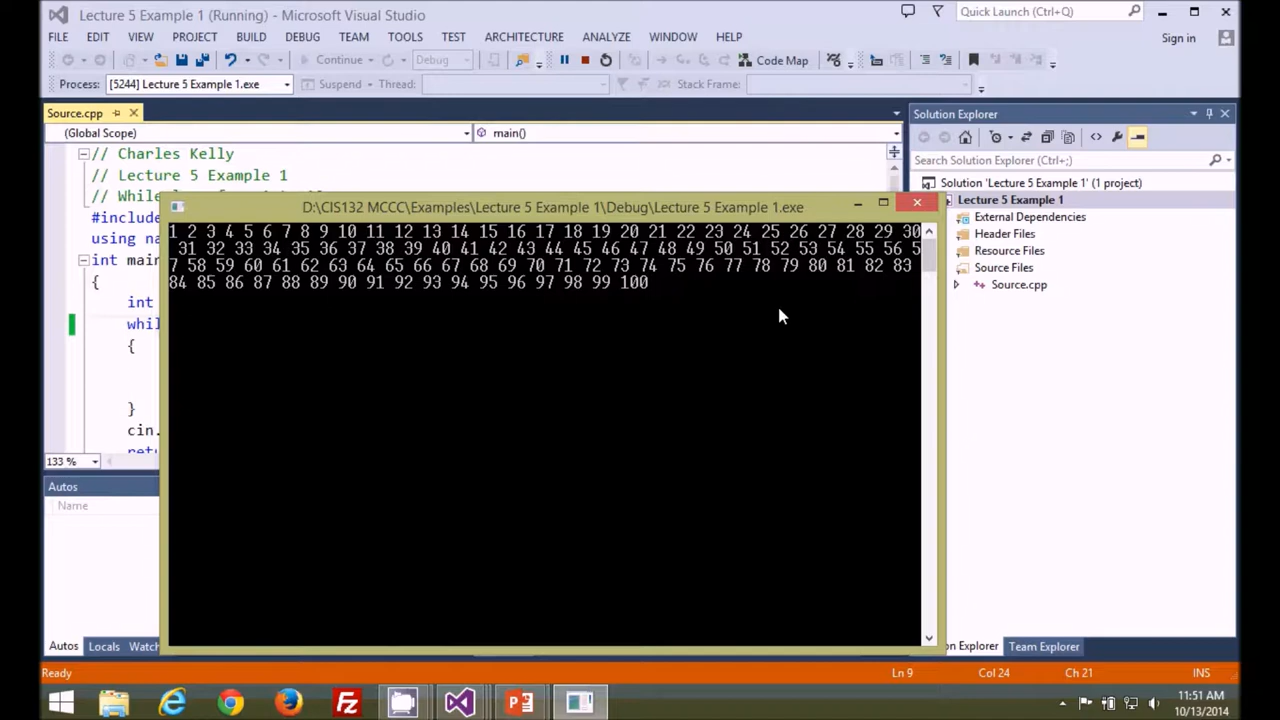 Lecture 5 Example 1 (Running) - Microsoft Visual Studio
Quick Launch (Ctrl+Q)
FILE EDIT VIEW PROJECT BUILD DEBUG TEAM TOOLS TEST ARCHITECTURE ANALYZE WINDOW HELP
Sign in
Continue Debug Code Map
Process: [5244] Lecture 5 Example 1.exe Suspend Thread: Stack Frame:
Source.cpp
(Global Scope) main()
// Charles Kelly
// Lecture 5 Example 1
// Whil
#include
using na
int main
{
int
whil
{
}
cin.
retu
133 %
D:\CIS132 MCCC\Examples\Lecture 5 Example 1\Debug\Lecture 5 Example 1.exe
1 2 3 4 5 6 7 8 9 10 11 12 13 14 15 16 17 18 19 20 21 22 23 24 25 26 27 28 29 30
31 32 33 34 35 36 37 38 39 40 41 42 43 44 45 46 47 48 49 50 51 52 53 54 55 56 5
7 58 59 60 61 62 63 64 65 66 67 68 69 70 71 72 73 74 75 76 77 78 79 80 81 82 83
84 85 86 87 88 89 90 91 92 93 94 95 96 97 98 99 100
Solution Explorer
Search Solution Explorer (Ctrl+;)
Solution 'Lecture 5 Example 1' (1 project)
Lecture 5 Example 1
External Dependencies
Header Files
Resource Files
Source Files
Source.cpp
Autos
Name
Autos Locals Watch
on Explorer Team Explorer
Ready Ln 9 Col 24 Ch 21 INS
11:51 AM
10/13/2014